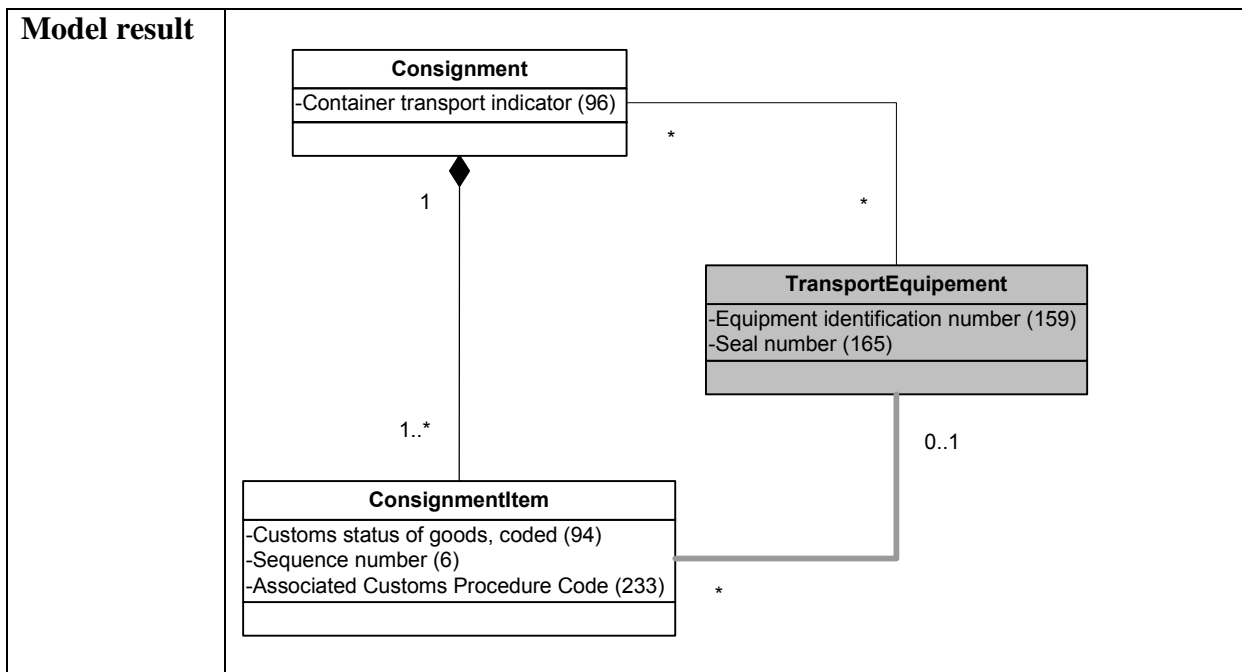 Model result
Consignment
-Container transport indicator (96)
*
1
*
TransportEquipement
-Equipment identification number (159)
-Seal number (165)
1..*
0..1
ConsignmentItem
-Customs status of goods, coded (94)
-Sequence number (6)
-Associated Customs Procedure Code (233)
*